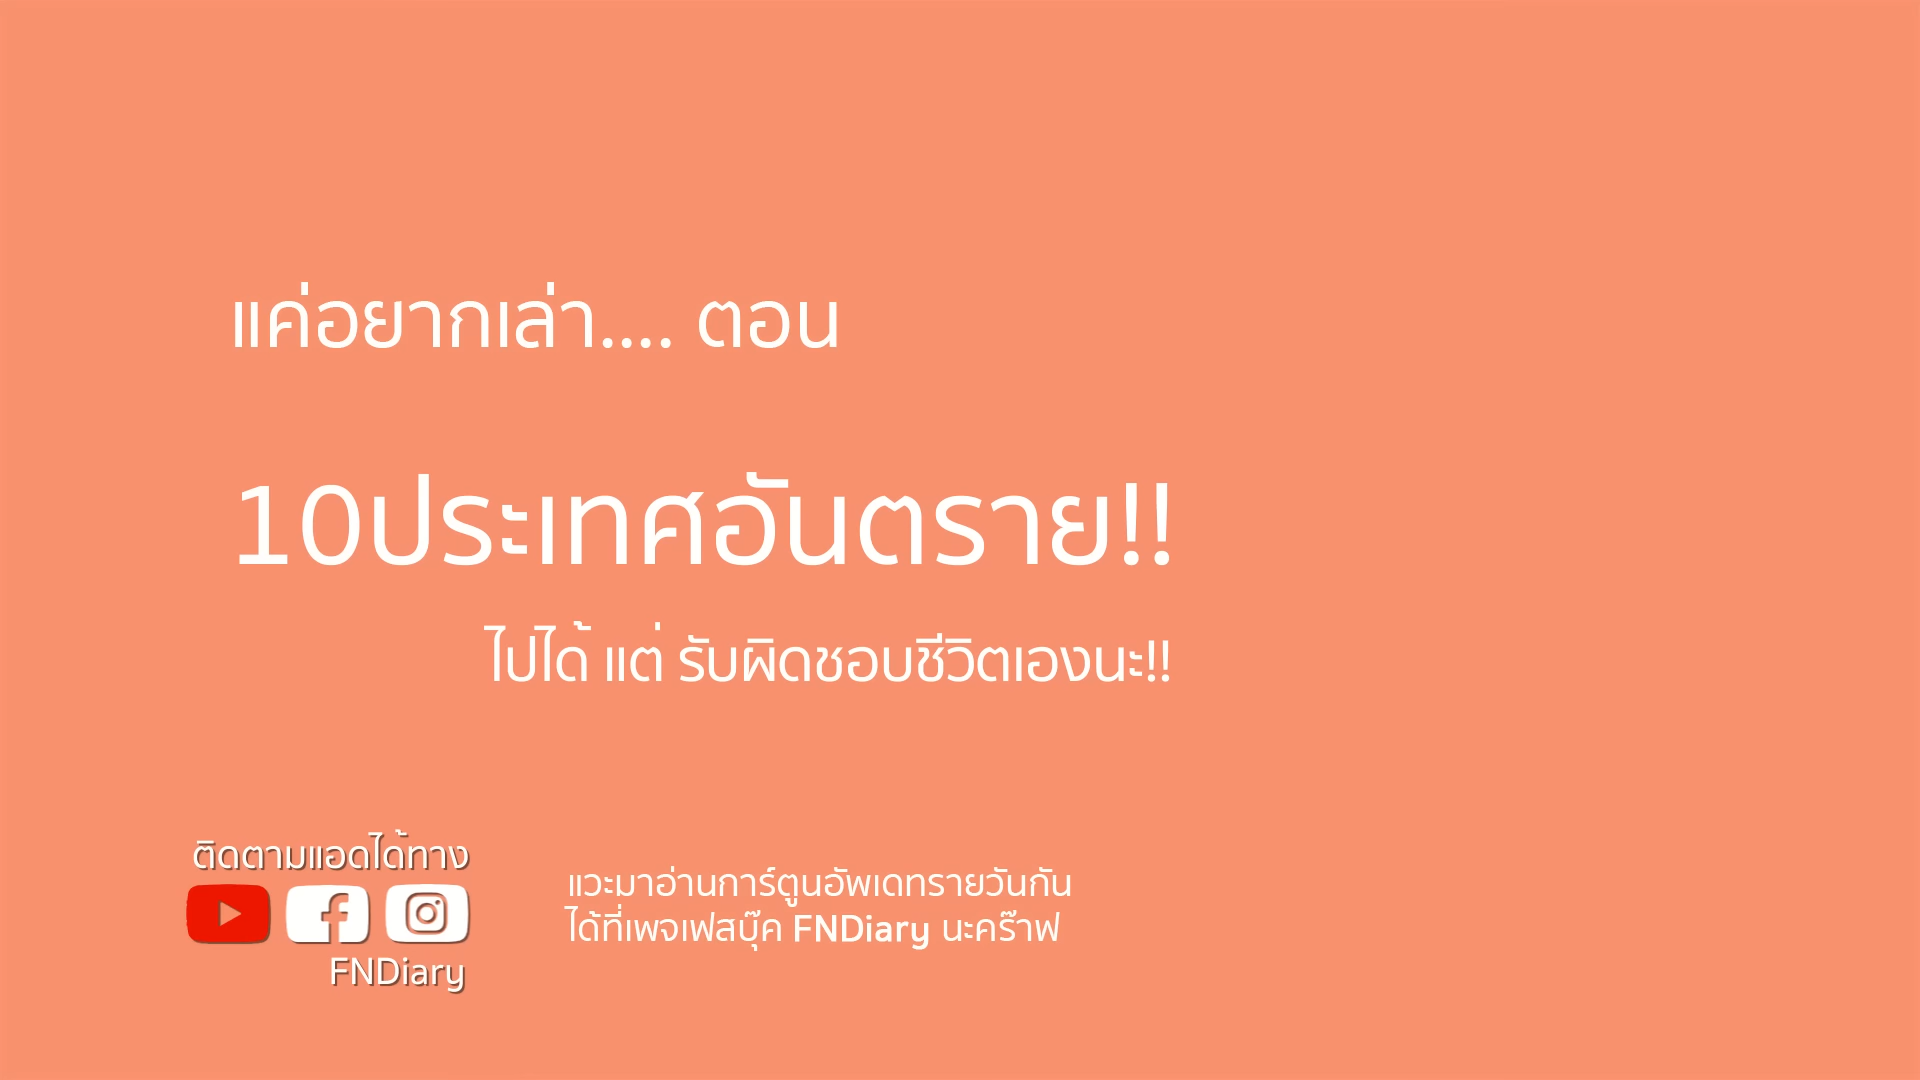 แค่อยากเล่า.... ตอน
10ประเทศอันตราย!!
ไปได้ แต่ รับผิดชอบชีวิตเองนะ!!
ติดตามแอดได้ทาง
FNDiary
แวะมาอ่านการ์ตูนอัพเดทรายวันกัน
ได้ที่เพจเฟสบุ๊ค FNDiary นะคร๊าฟ